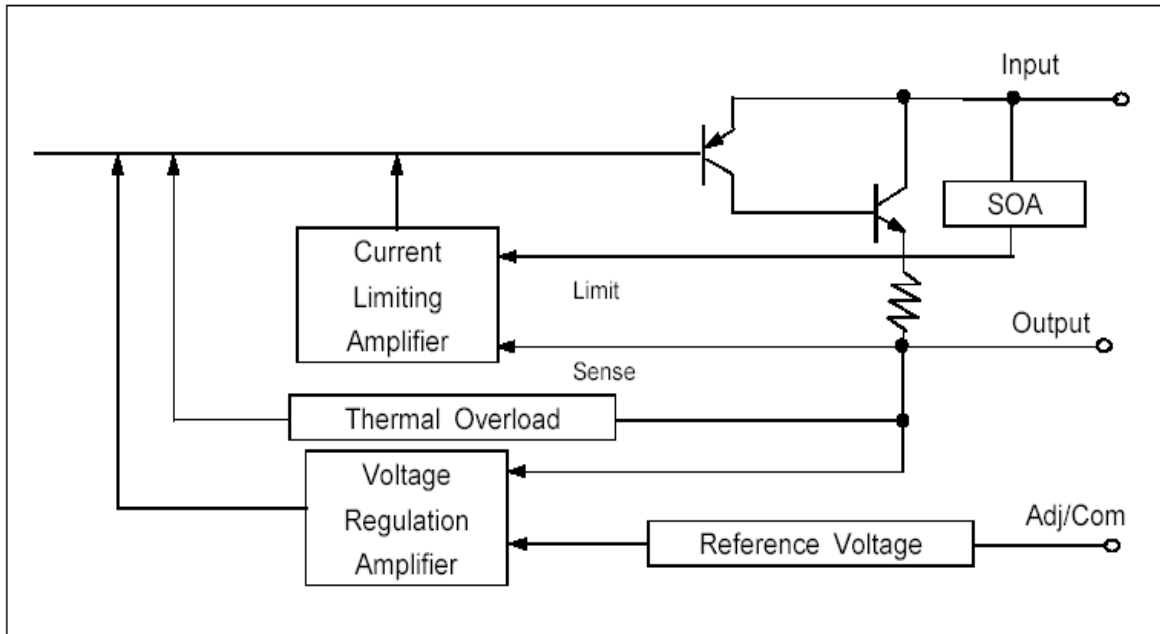 Input
SOA
Current
Limiting
Amplifier
Limit
Output
Sense
Thermal Overload
Voltage
Regulation
Amplifier
Reference Voltage
Adj/Com